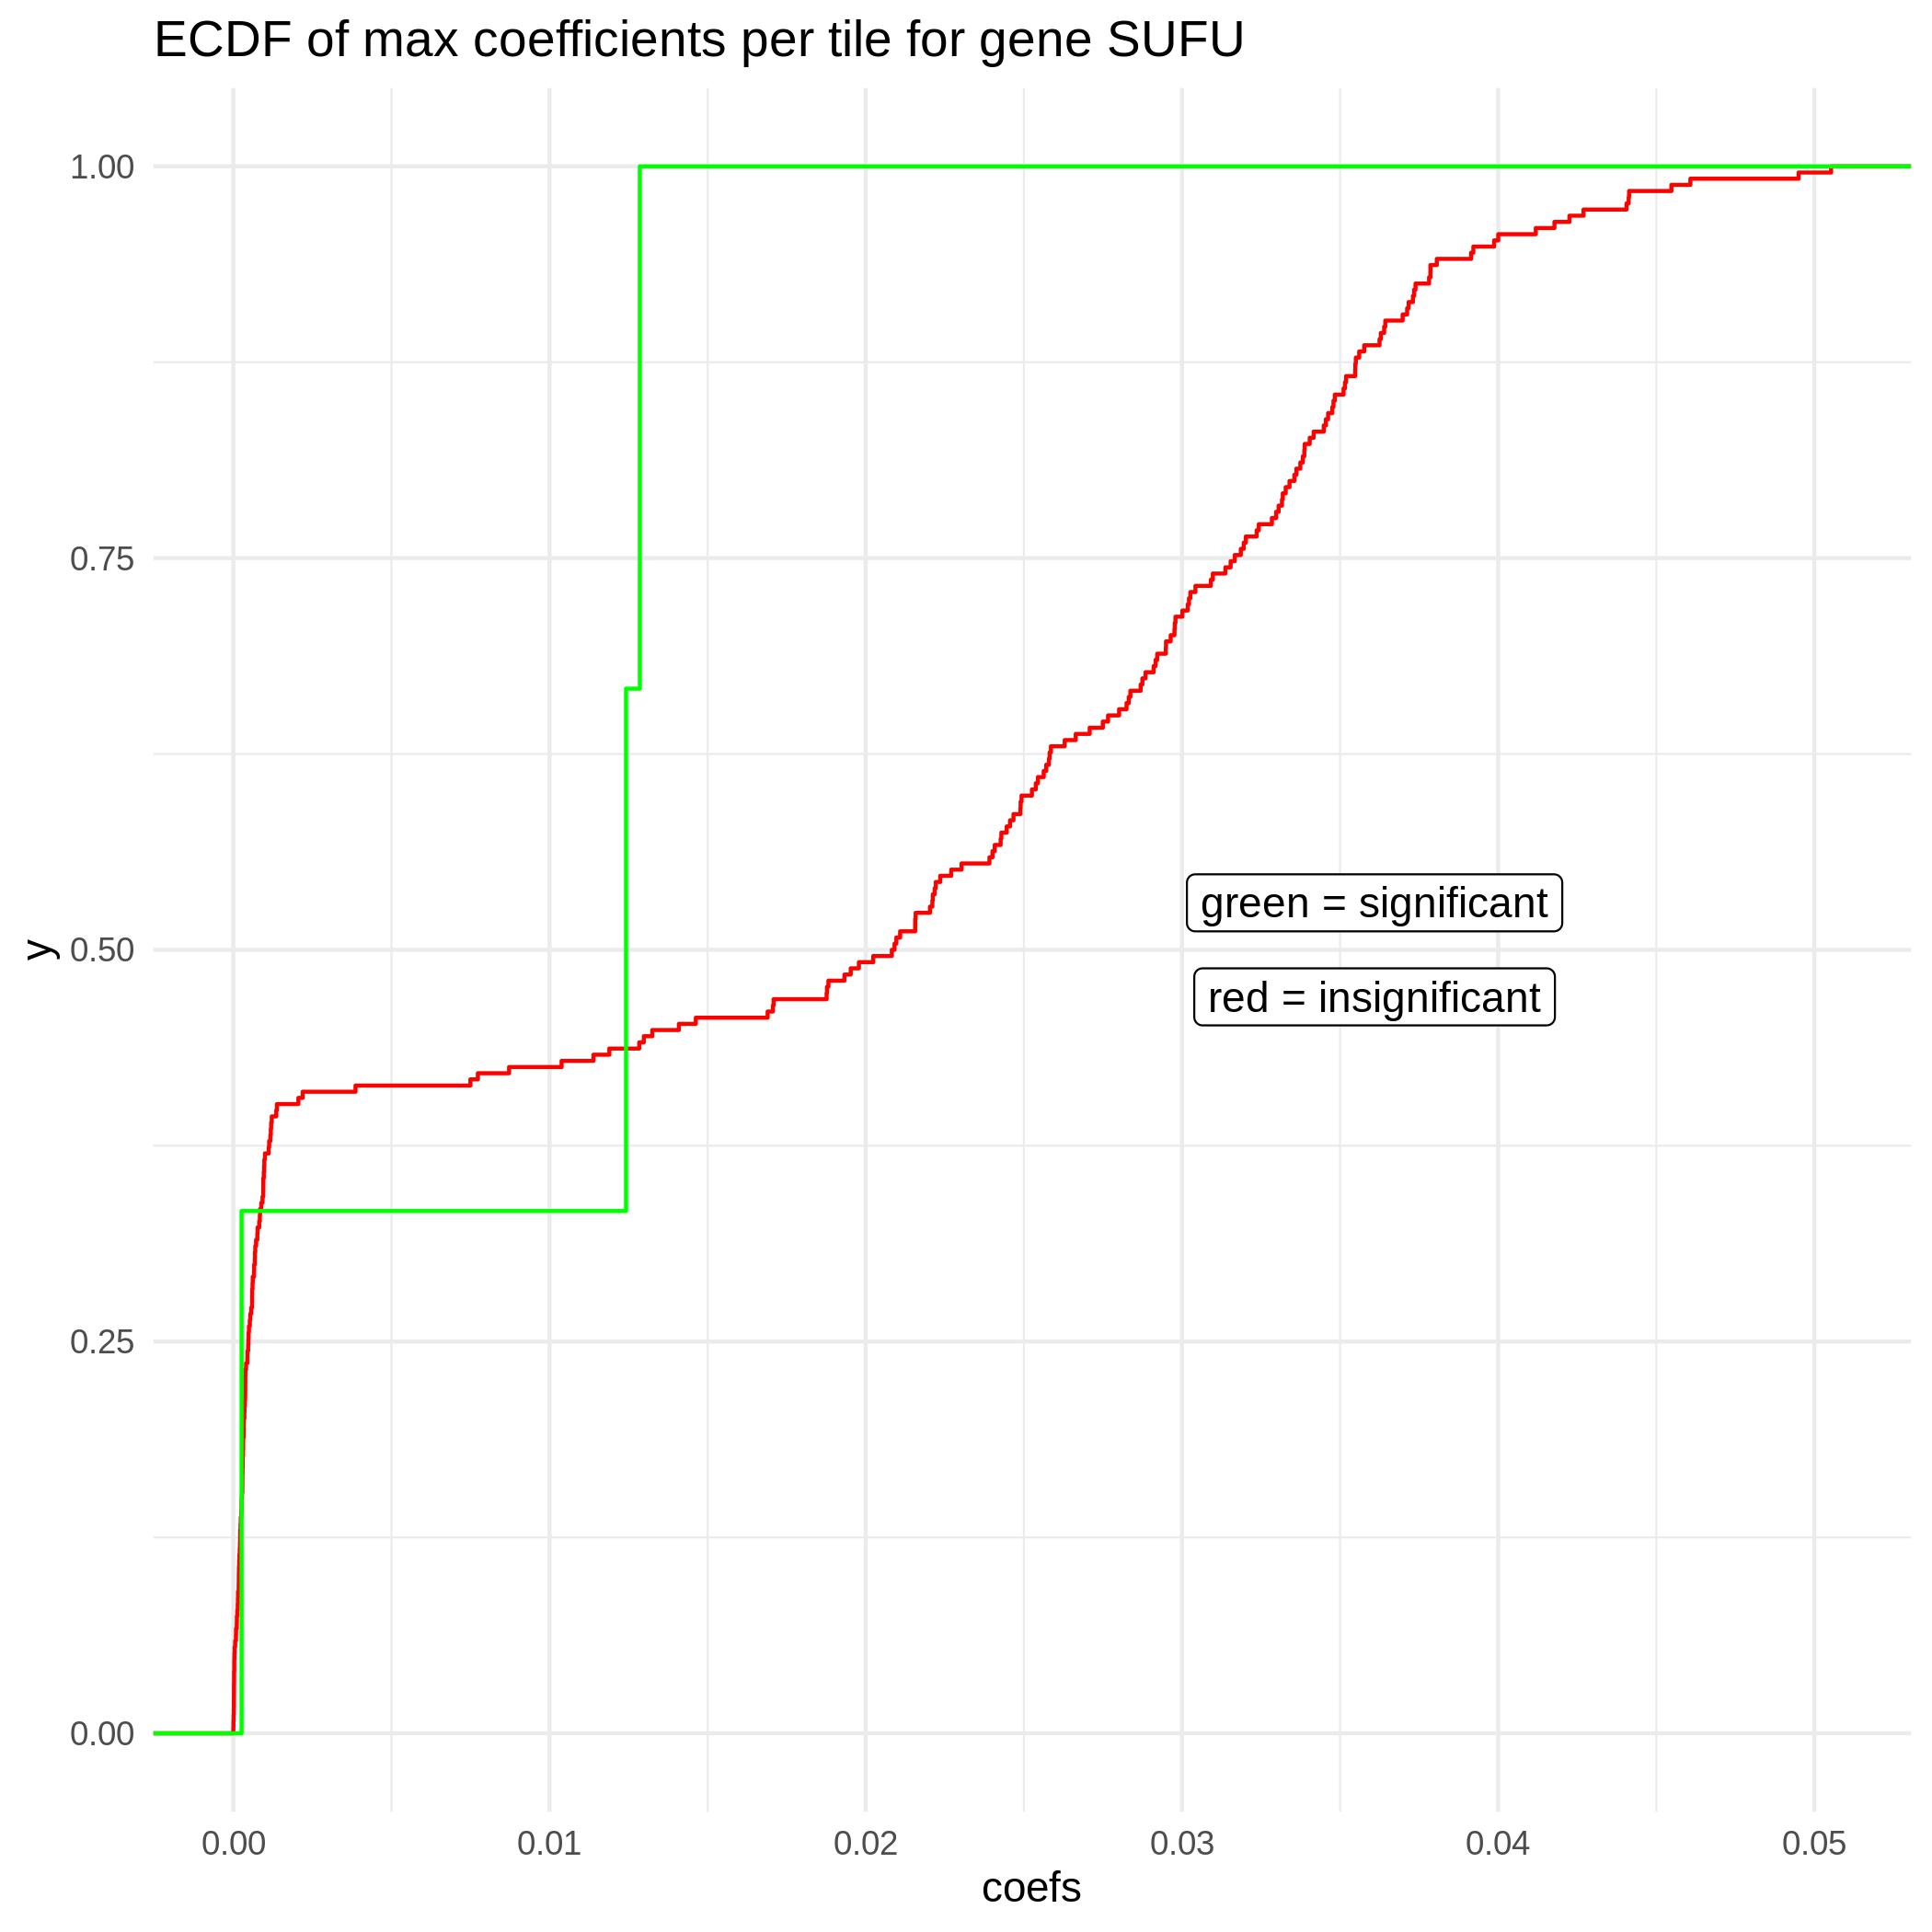 ECDF of max coefficients per tile for gene SUFU
1.00
0.75
y
0.50
0.25
0.00
green = significant
red = insignificant
0.00 0.01 0.02 0.03 0.04 0.05
coefs